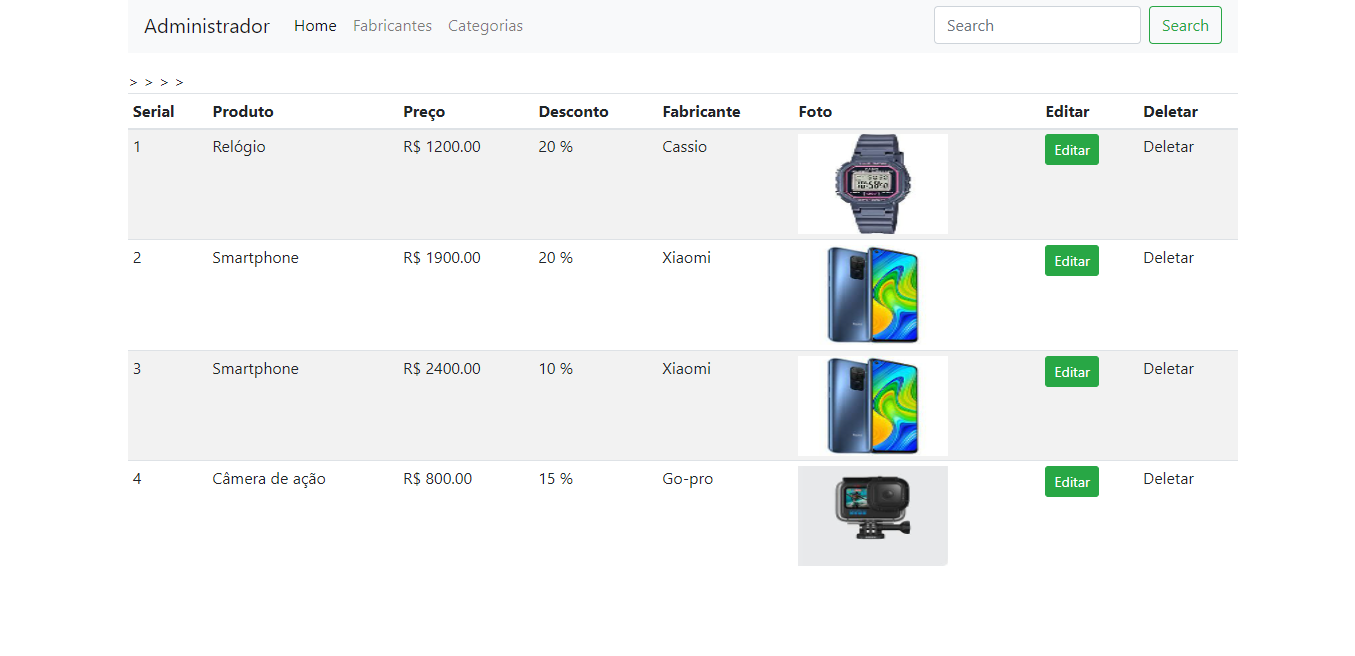 Administrador Home Fabricantes Categorias Search Search
> > > >
Serial Produto Preço Desconto Fabricante Foto Editar Deletar
1 Relógio R$ 1200.00 20 % Cassio Editar Deletar
2 Smartphone R$ 1900.00 20 % Xiaomi Editar Deletar
3 Smartphone R$ 2400.00 10 % Xiaomi Editar Deletar
4 Câmera de ação R$ 800.00 15 % Go-pro Editar Deletar